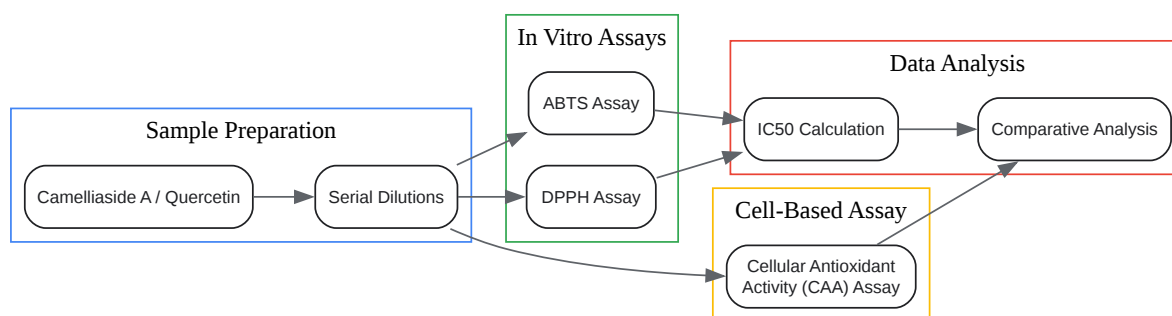 Sample Preparation
Camelliaside A / Quercetin
Serial Dilutions
In Vitro Assays
ABTS Assay
DPPH Assay
Cell-Based Assay
Cellular Antioxidant
Activity (CAA) Assay
Data Analysis
IC50 Calculation
Comparative Analysis